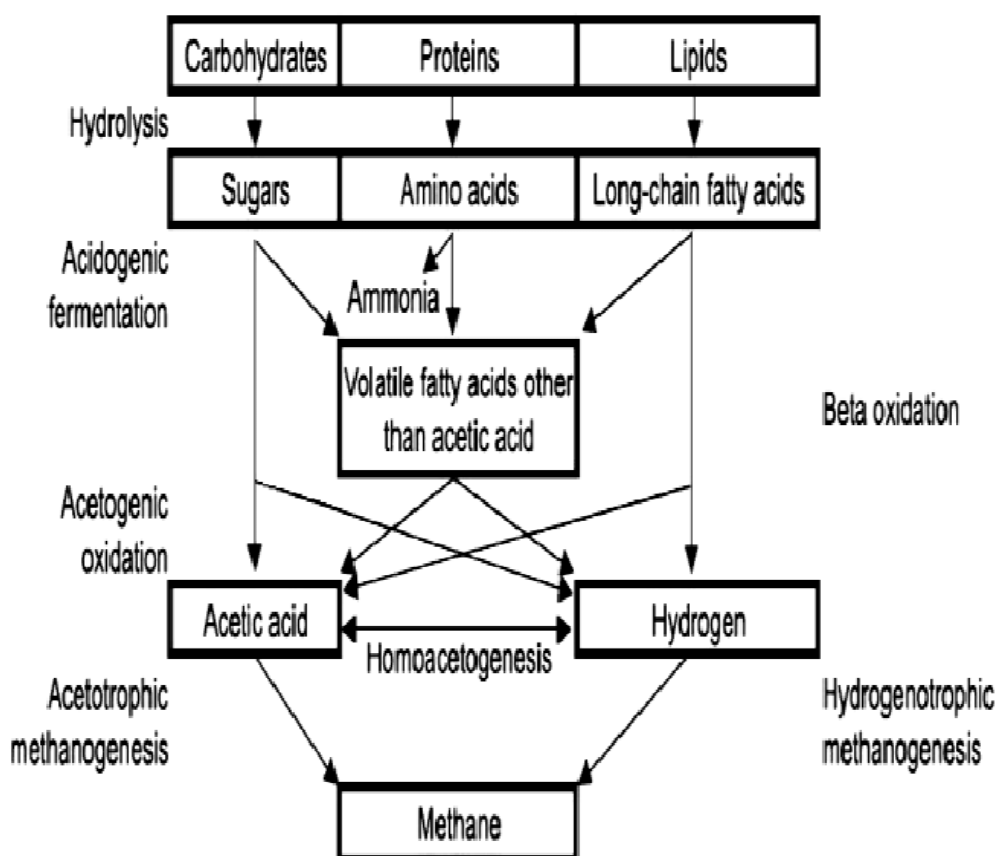 Carbohydrates
Proteins
Lipids
Hydrolysis
Sugars
Amino acids
Long-chain fatty acids
Acidogenic
fermentation
Ammonia
Volatile fatty acids other
than acetic acid
Beta oxidation
Acetogenic
oxidation
Acetic acid
Hydrogen
Homoacetogenesis
Acetotrophic
methanogenesis
Hydrogenotrophic
methanogenesis
Methane